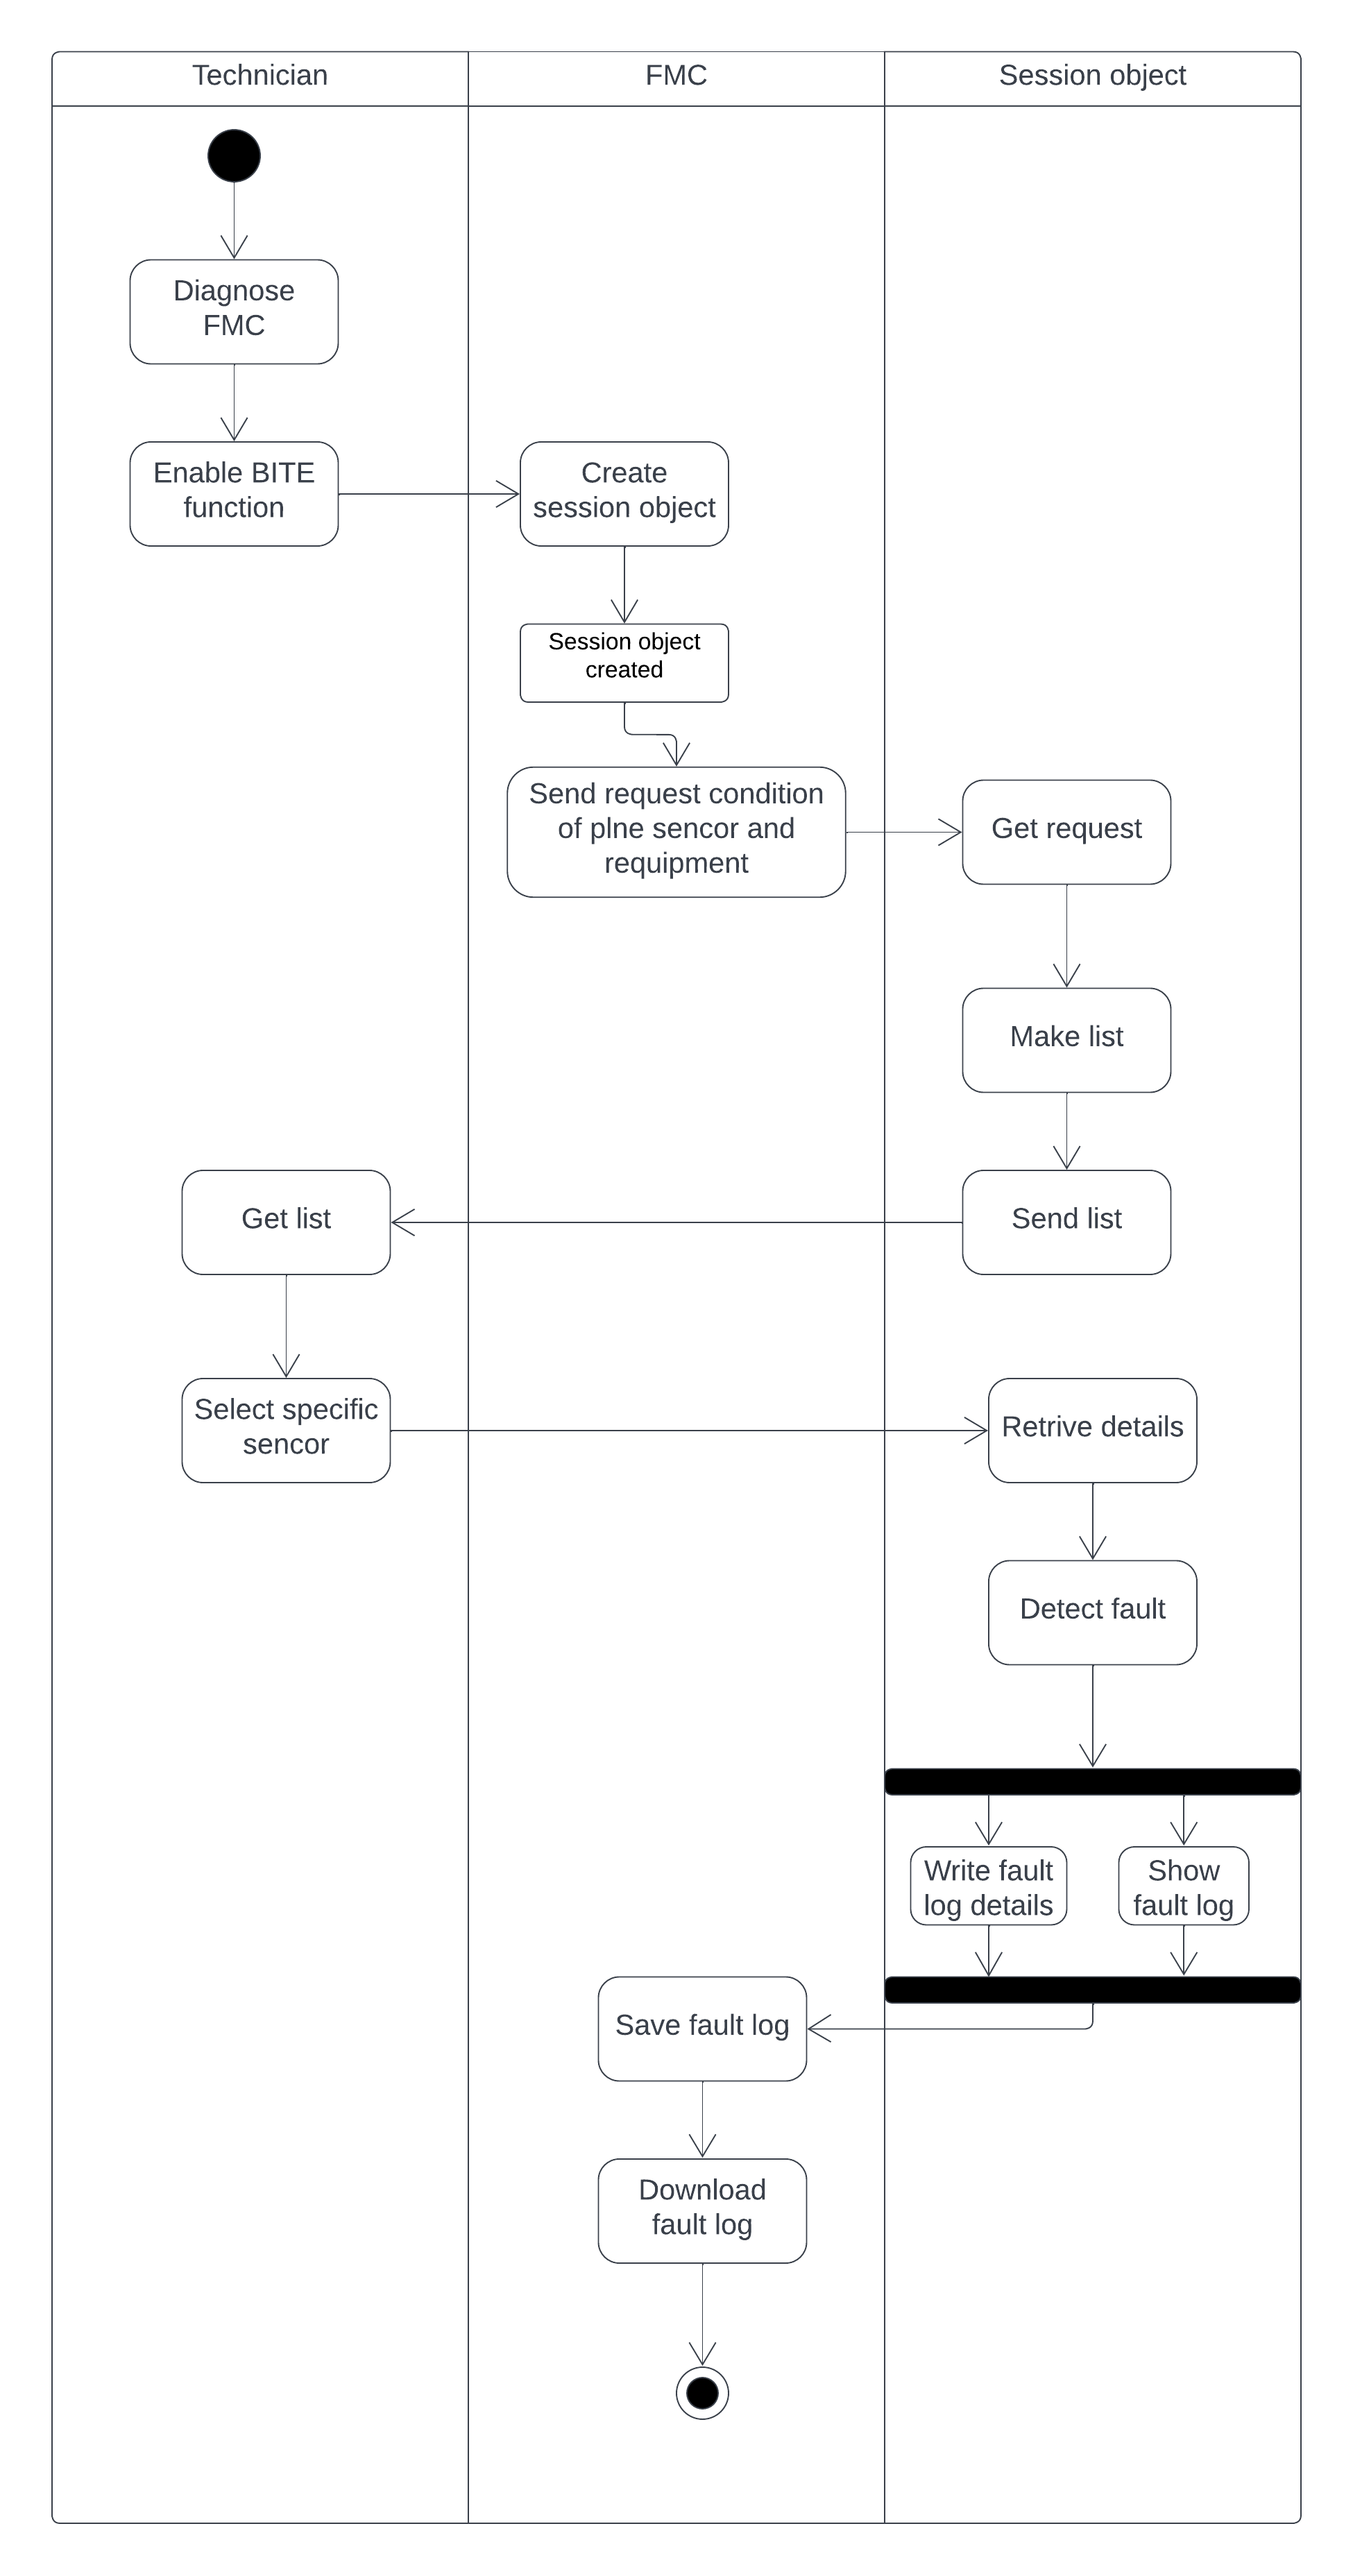 Technician
FMC
Session object
Diagnose
FMC
Enable BITE
function
Create
session object
Session object
created
Send request condition
of plne sencor and
requipment
Get request
Make list
Get list
Send list
Select specific
sencor
Retrive details
Detect fault
Write fault
log details
Show
fault log
Save fault log
Download
fault log